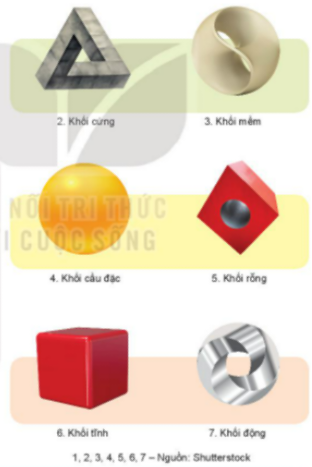 2. Khối cứng
3. Khối mềm
NỐI TRI THỨC
I CUỘC SỐNG
4. Khối cầu đặc
5. Khối rỗng
6. Khối tĩnh
7. Khối động
1, 2, 3, 4, 5, 6, 7 – Nguồn: Shutterstock